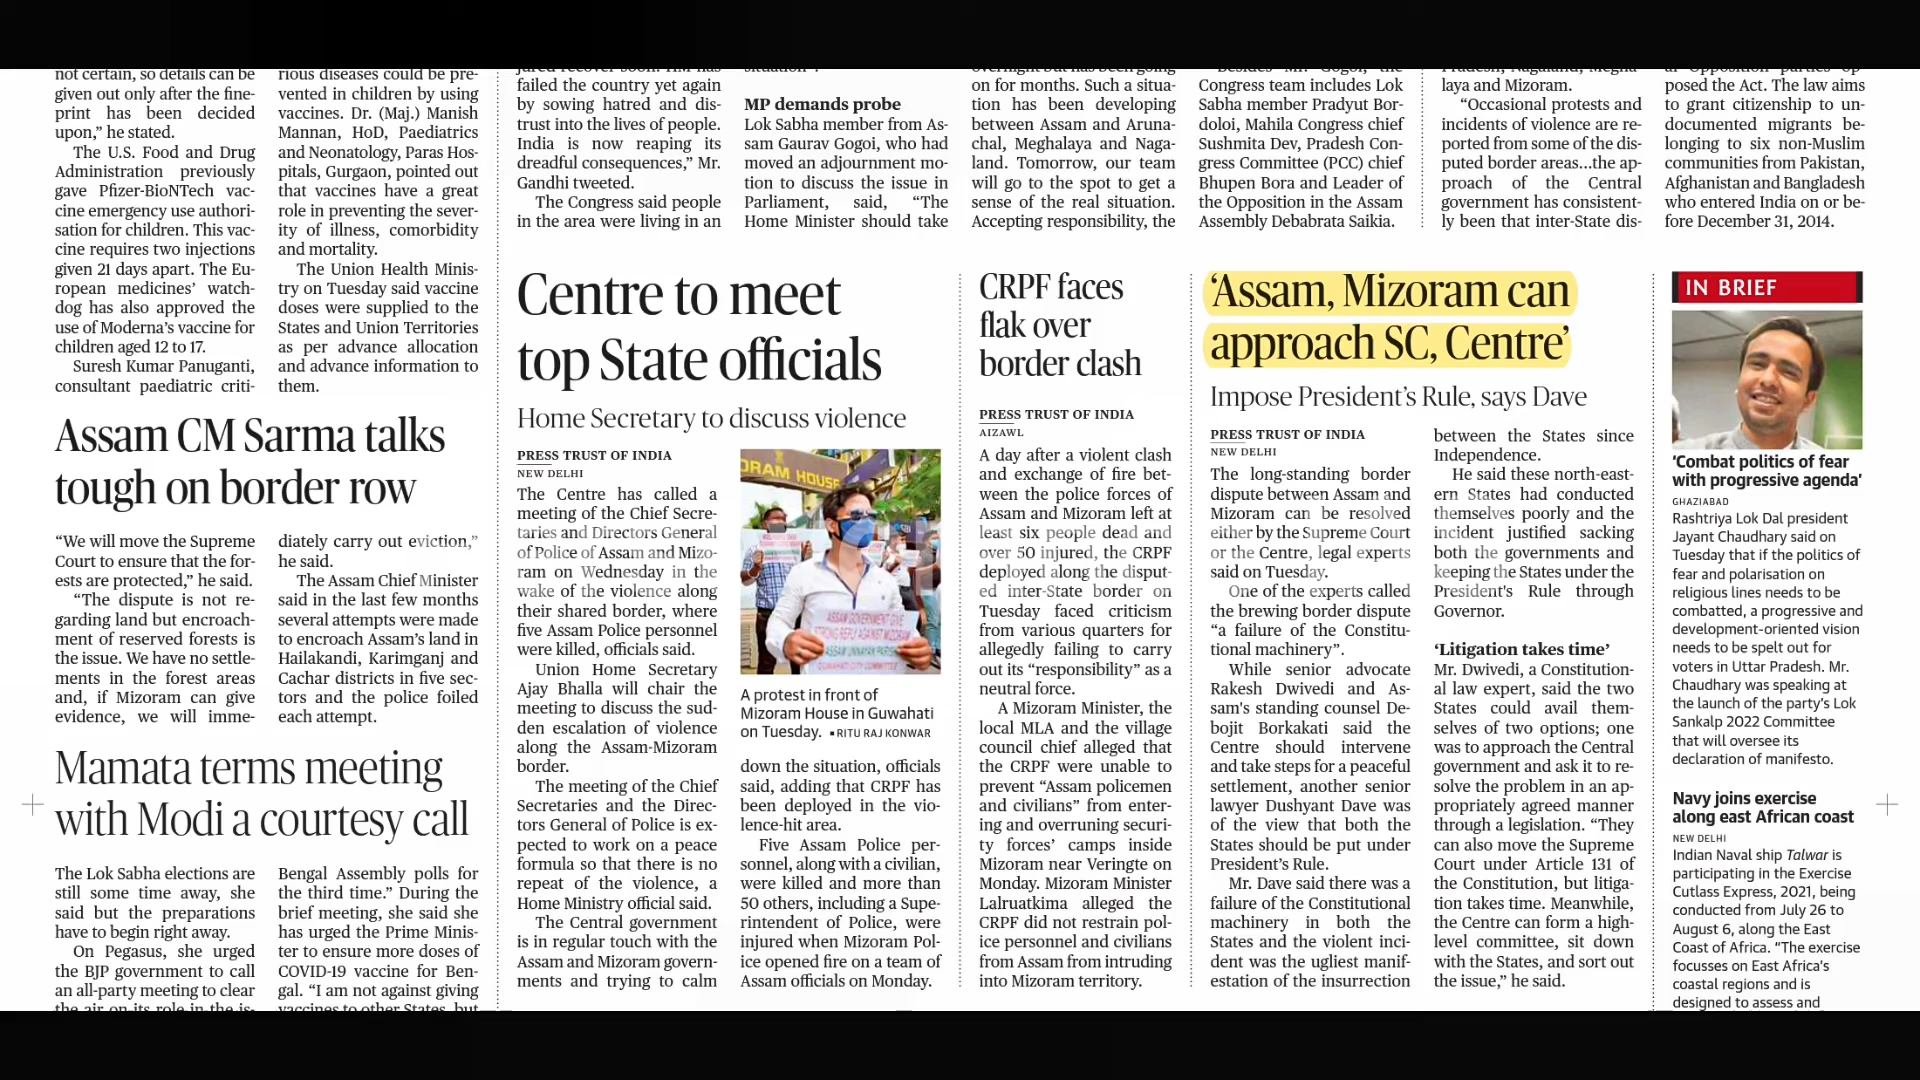 not certain, so details can be
given out only after the fine-
print has been decided
upon,” he stated.
The U.S. Food and Drug
Administration previously
gave Pfizer-BioNTech vac-
cine emergency use authori-
sation for children. This vac-
cine requires two injections
given 21 days apart. The Eu-
ropean medicines’ watch-
dog has also approved the
use of Moderna’s vaccine for
children aged 12 to 17.
Suresh Kumar Panuganti,
consultant paediatric criti-
rious diseases could be pre-
vented in children by using
vaccines. Dr. (Maj.) Manish
Mannan, HoD, Paediatrics
and Neonatology, Paras Hos-
pitals, Gurgaon, pointed out
that vaccines have a great
role in preventing the sever-
ity of illness, comorbidity
and mortality.
The Union Health Minis-
try on Tuesday said vaccine
doses were supplied to the
States and Union Territories
as per advance allocation
and advance information to
them.
failed the country yet again
by sowing hatred and dis-
trust into the lives of people.
India is now reaping its
dreadful consequences,” Mr.
Gandhi tweeted.
The Congress said people
in the area were living in an
MP demands probe
Lok Sabha member from As-
sam Gaurav Gogoi, who had
moved an adjournment mo-
tion to discuss the issue in
Parliament, said, “The
Home Minister should take
on for months. Such a situa-
tion has been developing
between Assam and Aruna-
chal, Meghalaya and Naga-
land. Tomorrow, our team
will go to the spot to get a
sense of the real situation.
Accepting responsibility, the
Congress team includes Lok
Sabha member Pradyut Bor-
doloi, Mahila Congress chief
Sushmita Dev, Pradesh Con-
gress Committee (PCC) chief
Bhupen Bora and Leader of
the Opposition in the Assam
Assembly Debabrata Saikia.
laya and Mizoram.
“Occasional protests and
incidents of violence are re-
ported from some of the dis-
puted border areas...the ap-
proach of the Central
government has consistent-
ly been that inter-State dis-
posed the Act. The law aims
to grant citizenship to un-
documented migrants be-
longing to six non-Muslim
communities from Pakistan,
Afghanistan and Bangladesh
who entered India on or be-
fore December 31, 2014.
Assam CM Sarma talks
tough on border row
“We will move the Supreme
Court to ensure that the for-
ests are protected,” he said.
“The dispute is not re-
garding land but encroach-
ment of reserved forests is
the issue. We have no settle-
ments in the forest areas
and, if Mizoram can give
evidence, we will imme-
diately carry out eviction,”
he said.
The Assam Chief Minister
said in the last few months
several attempts were made
to encroach Assam’s land in
Hailakandi, Karimganj and
Cachar districts in five sec-
tors and the police foiled
each attempt.
Mamata terms meeting
with Modi a courtesy call
The Lok Sabha elections are
still some time away, she
said but the preparations
have to begin right away.
On Pegasus, she urged
the BJP government to call
an all-party meeting to clear
the air on its role in the is-
Bengal Assembly polls for
the third time.” During the
brief meeting, she said she
has urged the Prime Minis-
ter to ensure more doses of
COVID-19 vaccine for Ben-
gal. “I am not against giving
vaccines to other States, but
Centre to meet
top State officials
Home Secretary to discuss violence
PRESS TRUST OF INDIA
NEW DELHI
The Centre has called a
meeting of the Chief Secre-
taries and Directors General
of Police of Assam and Mizo-
ram on Wednesday in the
wake of the violence along
their shared border, where
five Assam Police personnel
were killed, officials said.
Union Home Secretary
Ajay Bhalla will chair the
meeting to discuss the sud-
den escalation of violence
along the Assam-Mizoram
border.
The meeting of the Chief
Secretaries and the Direc-
tors General of Police is ex-
pected to work on a peace
formula so that there is no
repeat of the violence, a
Home Ministry official said.
The Central government
is in regular touch with the
Assam and Mizoram govern-
ments and trying to calm
ORAM HOUSE
ASSAM GOVERNMENT GIVE
STRONG REPLY AGAINST MIZORAM
GUWAHATI CITY COMMITTEE
A protest in front of
Mizoram House in Guwahati
on Tuesday. ▪ RITU RAJ KONWAR
down the situation, officials
said, adding that CRPF has
been deployed in the vio-
lence-hit area.
Five Assam Police per-
sonnel, along with a civilian,
were killed and more than
50 others, including a Supe-
rintendent of Police, were
injured when Mizoram Pol-
ice opened fire on a team of
Assam officials on Monday.
CRPF faces
flak over
border clash
PRESS TRUST OF INDIA
AIZAWL
A day after a violent clash
and exchange of fire bet-
ween the police forces of
Assam and Mizoram left at
least six people dead and
over 50 injured, the CRPF
deployed along the disput-
ed inter-State border on
Tuesday faced criticism
from various quarters for
allegedly failing to carry
out its “responsibility” as a
neutral force.
A Mizoram Minister, the
local MLA and the village
council chief alleged that
the CRPF were unable to
prevent “Assam policemen
and civilians” from enter-
ing and overruning securi-
ty forces’ camps inside
Mizoram near Veringte on
Monday. Mizoram Minister
Lalruatkima alleged the
CRPF did not restrain pol-
ice personnel and civilians
from Assam from intruding
into Mizoram territory.
‘Assam, Mizoram can
approach SC, Centre’
Impose President’s Rule, says Dave
PRESS TRUST OF INDIA
NEW DELHI
The long-standing border
dispute between Assam and
Mizoram can be resolved
either by the Supreme Court
or the Centre, legal experts
said on Tuesday.
One of the experts called
the brewing border dispute
“a failure of the Constitu-
tional machinery”.
While senior advocate
Rakesh Dwivedi and As-
sam's standing counsel De-
bojit Borkakati said the
Centre should intervene
and take steps for a peaceful
settlement, another senior
lawyer Dushyant Dave was
of the view that both the
States should be put under
President’s Rule.
Mr. Dave said there was a
failure of the Constitutional
machinery in both the
States and the violent inci-
dent was the ugliest manif-
estation of the insurrection
between the States since
Independence.
He said these north-east-
ern States had conducted
themselves poorly and the
incident justified sacking
both the governments and
keeping the States under the
President's Rule through
Governor.
‘Litigation takes time’
Mr. Dwivedi, a Constitution-
al law expert, said the two
States could avail them-
selves of two options; one
was to approach the Central
government and ask it to re-
solve the problem in an ap-
propriately agreed manner
through a legislation. “They
can also move the Supreme
Court under Article 131 of
the Constitution, but litiga-
tion takes time. Meanwhile,
the Centre can form a high-
level committee, sit down
with the States, and sort out
the issue,” he said.
IN BRIEF
‘Combat politics of fear
with progressive agenda’
GHAZIABAD
Rashtriya Lok Dal president
Jayant Chaudhary said on
Tuesday that if the politics of
fear and polarisation on
religious lines needs to be
combatted, a progressive and
development-oriented vision
needs to be spelt out for
voters in Uttar Pradesh. Mr.
Chaudhary was speaking at
the launch of the party’s Lok
Sankalp 2022 Committee
that will oversee its
declaration of manifesto.
Navy joins exercise
along east African coast
NEW DELHI
Indian Naval ship Talwar is
participating in the Exercise
Cutlass Express, 2021, being
conducted from July 26 to
August 6, along the East
Coast of Africa. “The exercise
focusses on East Africa’s
coastal regions and is
designed to assess and